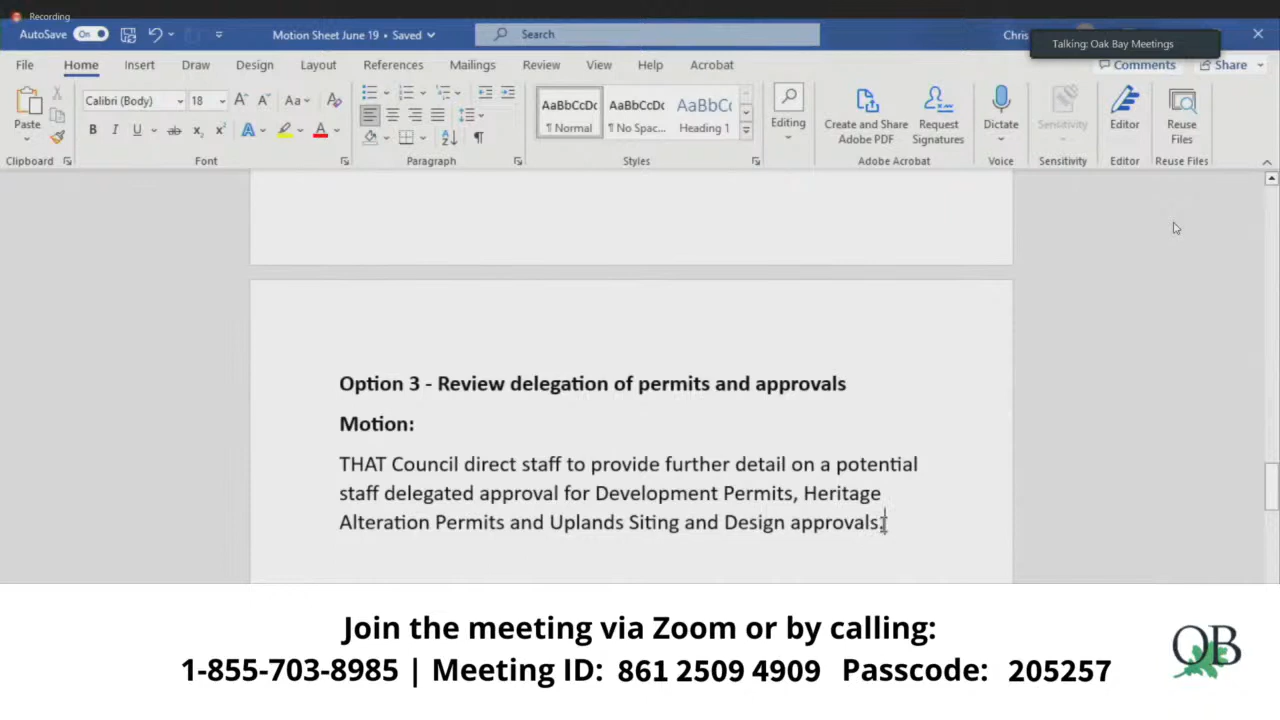 Recording
AutoSave On Motion Sheet June 19 • Saved Search Chris
Talking: Oak Bay Meetings
File Home Insert Draw Design Layout References Mailings Review View Help Acrobat Comments Share
Paste Calibri (Body) 18 A A Aa A AaBbCcDc AaBbCcDc AaBbC Editing Create and Share Request Dictate Sensitivity Editor Reuse
¶ Normal ¶ No Spac... Heading 1 Adobe PDF Signatures Files
B I U ab x₂ x² A A
Clipboard Font Paragraph Styles Adobe Acrobat Voice Sensitivity Editor Reuse Files
Option 3 - Review delegation of permits and approvals
Motion:
THAT Council direct staff to provide further detail on a potential
staff delegated approval for Development Permits, Heritage
Alteration Permits and Uplands Siting and Design approvals.
Join the meeting via Zoom or by calling:
1-855-703-8985 | Meeting ID: 861 2509 4909 Passcode: 205257
OB